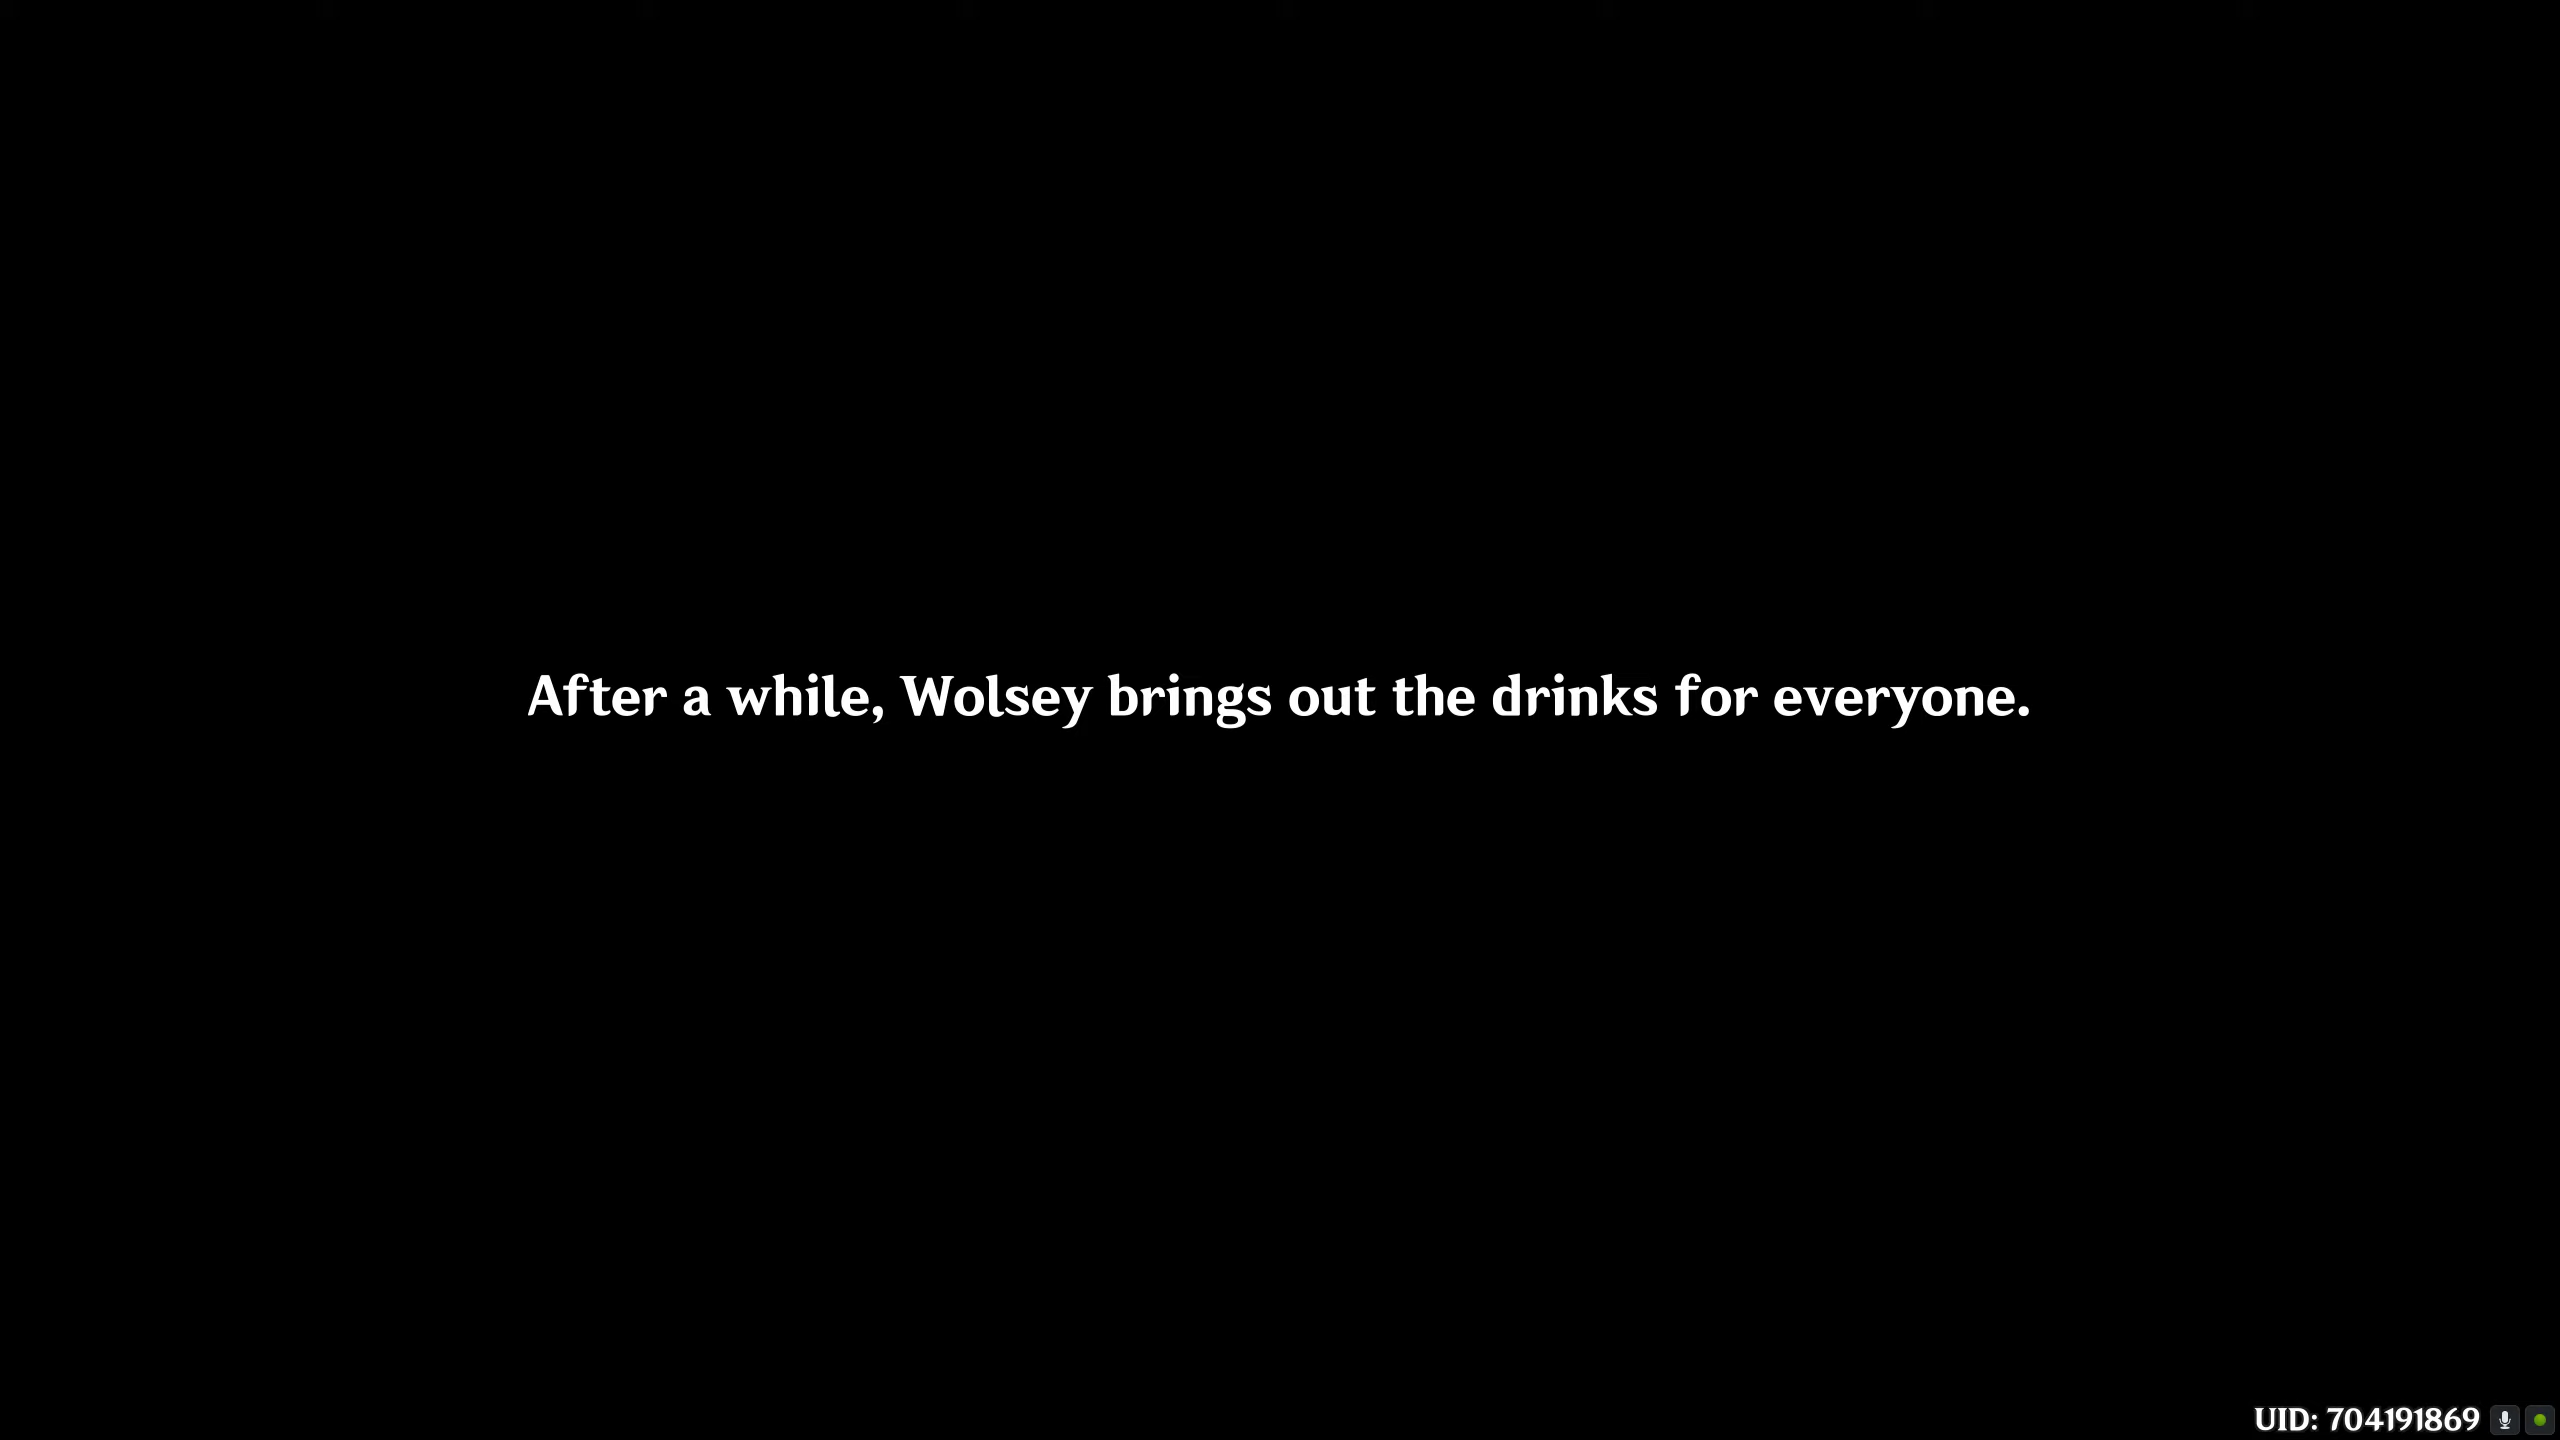 After a while, Wolsey brings out the drinks for everyone.
UID: 704191869